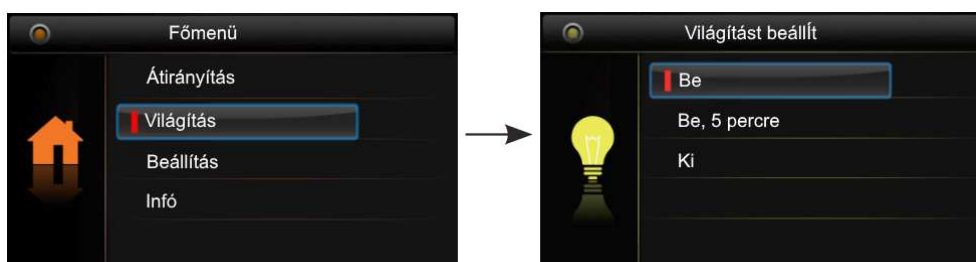 Főmenü
Átirányítás
Világítás
Beállítás
Infó
Világítást beállÍt
Be
Be, 5 percre
Ki